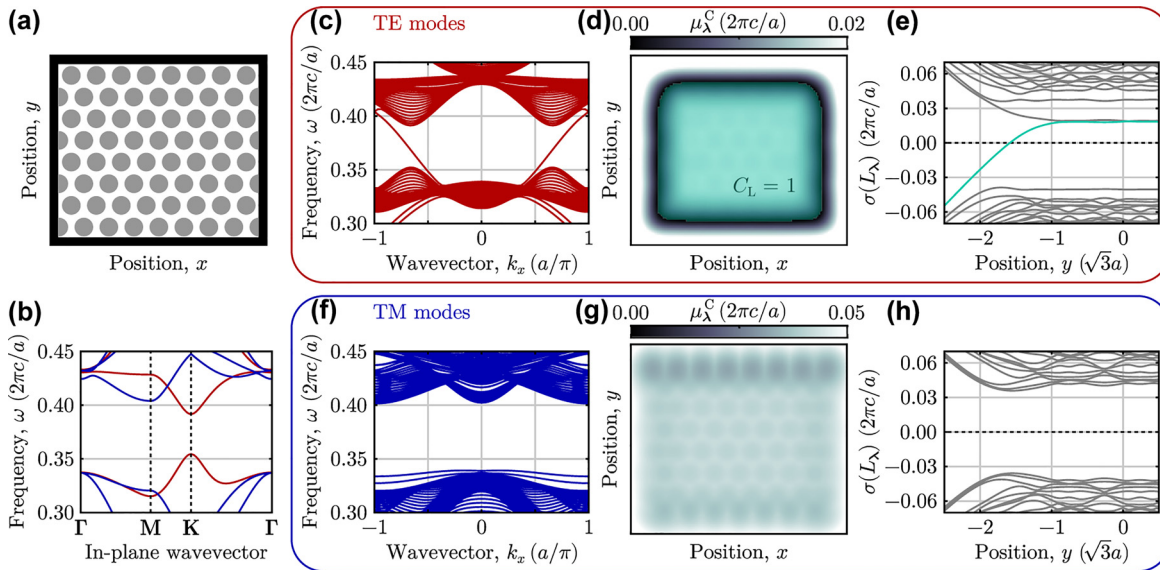 (a)
Position, y
Position, x
(b)
Frequency, ω (2πc/a)
0.45
0.40
0.35
0.30
Γ M K Γ
In-plane wavevector
(c)
TE modes
Frequency, ω (2πc/a)
0.45
0.40
0.35
0.30
−1 0 1
Wavevector, kₓ (a/π)
(d)
0.00 μ_λ^C (2πc/a) 0.02
Position, y
C_L = 1
Position, x
(e)
σ(L_λ) (2πc/a)
0.06
0.03
0.00
−0.03
−0.06
−2 −1 0
Position, y (√3a)
(f)
TM modes
Frequency, ω (2πc/a)
0.45
0.40
0.35
0.30
−1 0 1
Wavevector, kₓ (a/π)
(g)
0.00 μ_λ^C (2πc/a) 0.05
Position, y
Position, x
(h)
σ(L_λ) (2πc/a)
0.06
0.03
0.00
−0.03
−0.06
−2 −1 0
Position, y (√3a)